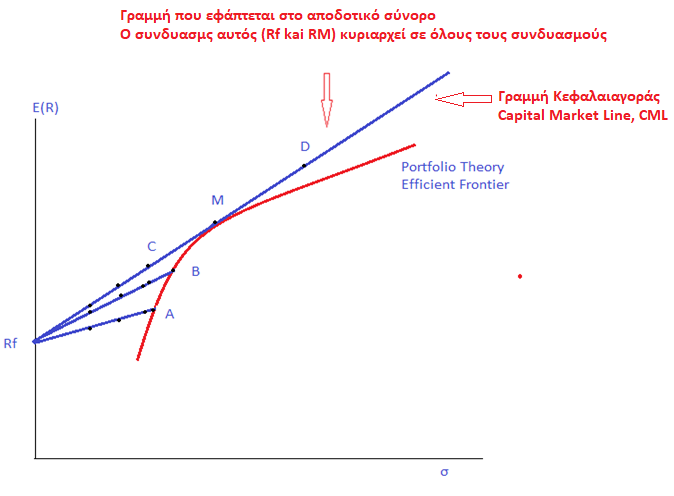 Γραμμή που εφάπτεται στο αποδοτικό σύνορο
Ο συνδυασμς αυτός (Rf kai RM) κυριαρχεί σε όλους τους συνδυασμούς
E(R)
Γραμμή Κεφαλαιαγοράς
Capital Market Line, CML
D
Portfolio Theory
Efficient Frontier
M
C
B
A
Rf
σ